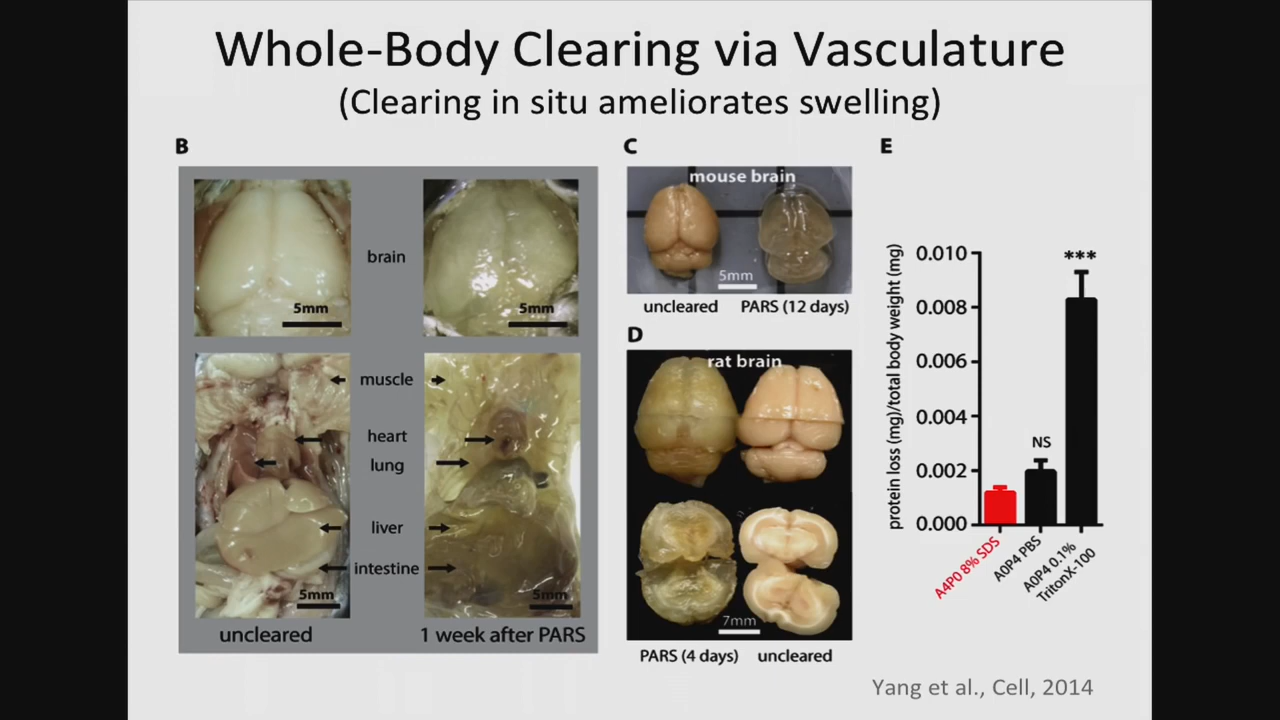 Whole-Body Clearing via Vasculature
(Clearing in situ ameliorates swelling)
B
brain
5mm
5mm
muscle
heart
lung
liver
intestine
5mm
5mm
uncleared
1 week after PARS
C
mouse brain
5mm
uncleared
PARS (12 days)
D
rat brain
7mm
PARS (4 days)
uncleared
E
protein loss (mg)/total body weight (mg)
0.010
0.008
0.006
0.004
0.002
0.000
NS
***
A4P0 8% SDS
A0P4 PBS
A0P4 0.1%
TritonX-100
Yang et al., Cell, 2014